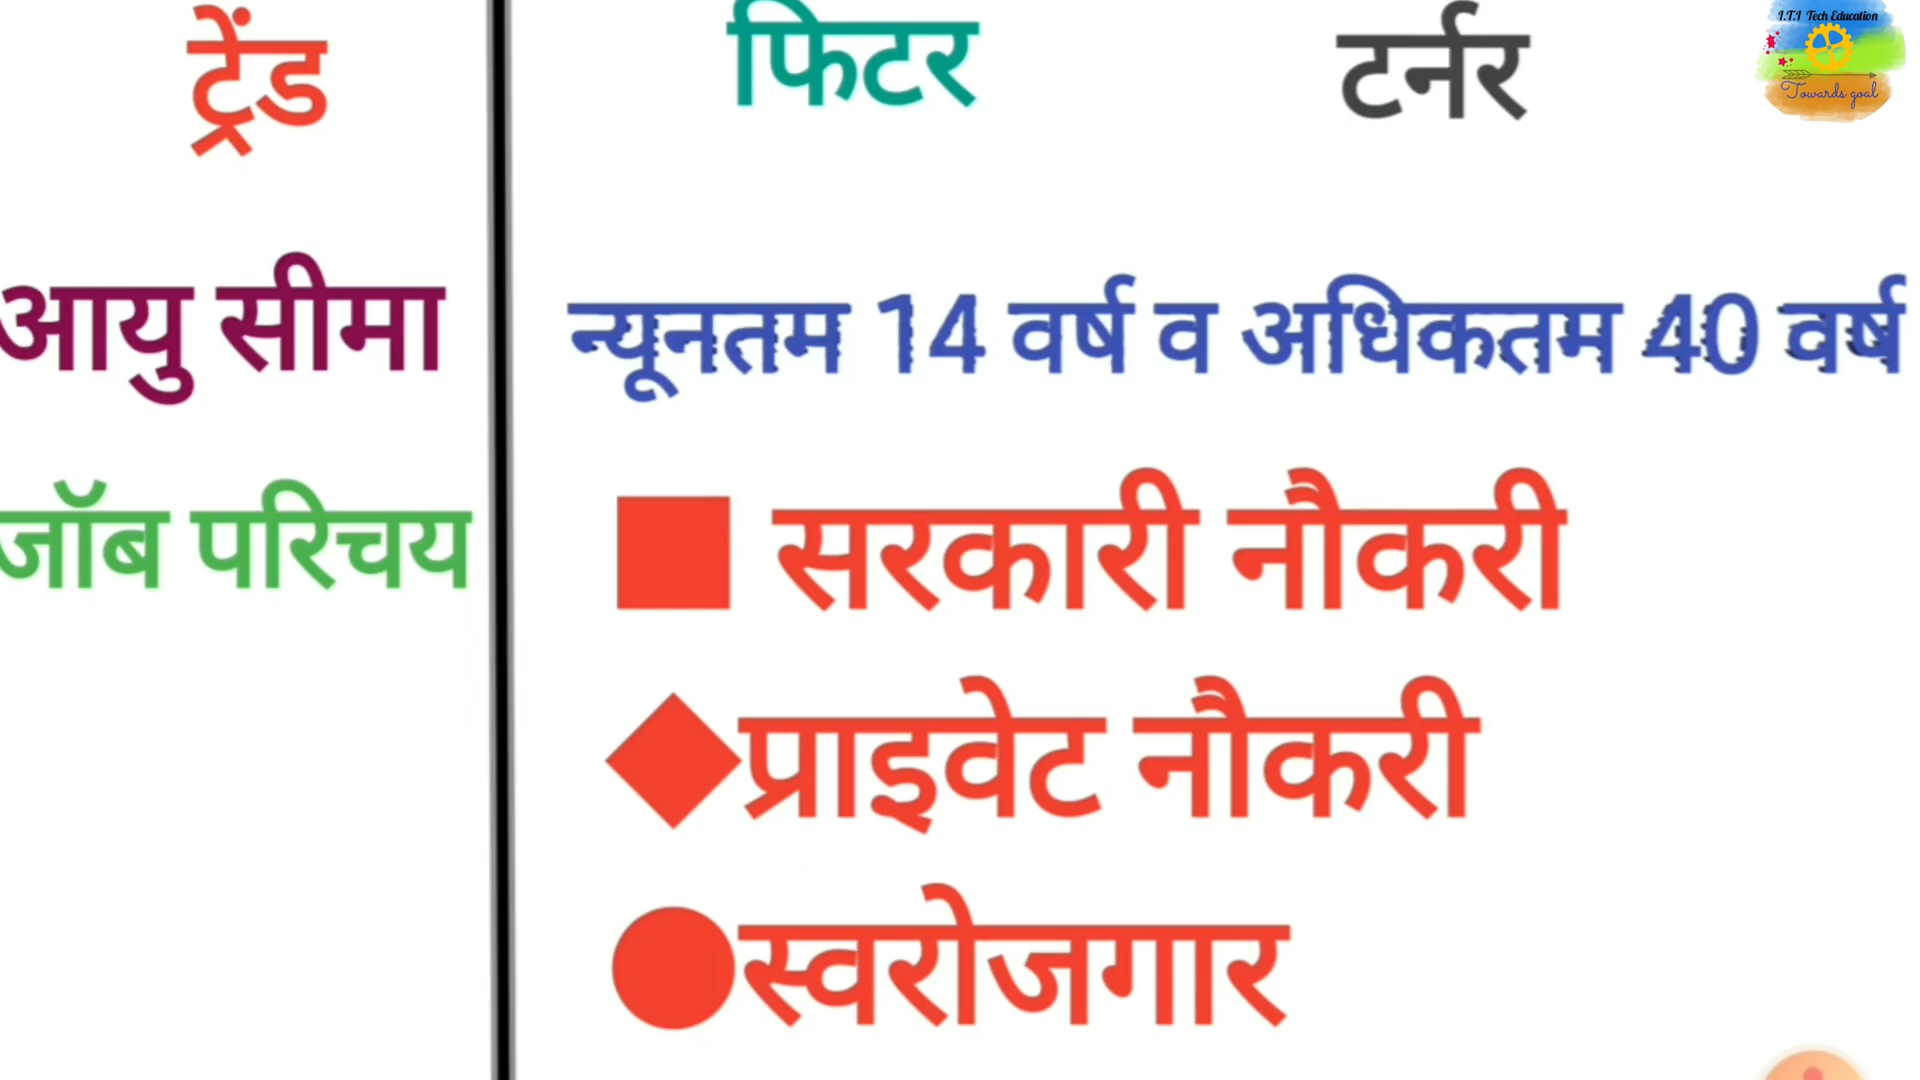 ट्रेंड फिटर टर्नर
I.T.I Tech Education
Towards goal
आयु सीमा न्यूनतम 14 वर्ष व अधिकतम 40 वर्ष
जॉब परिचय ■ सरकारी नौकरी
◆प्राइवेट नौकरी
●स्वरोजगार